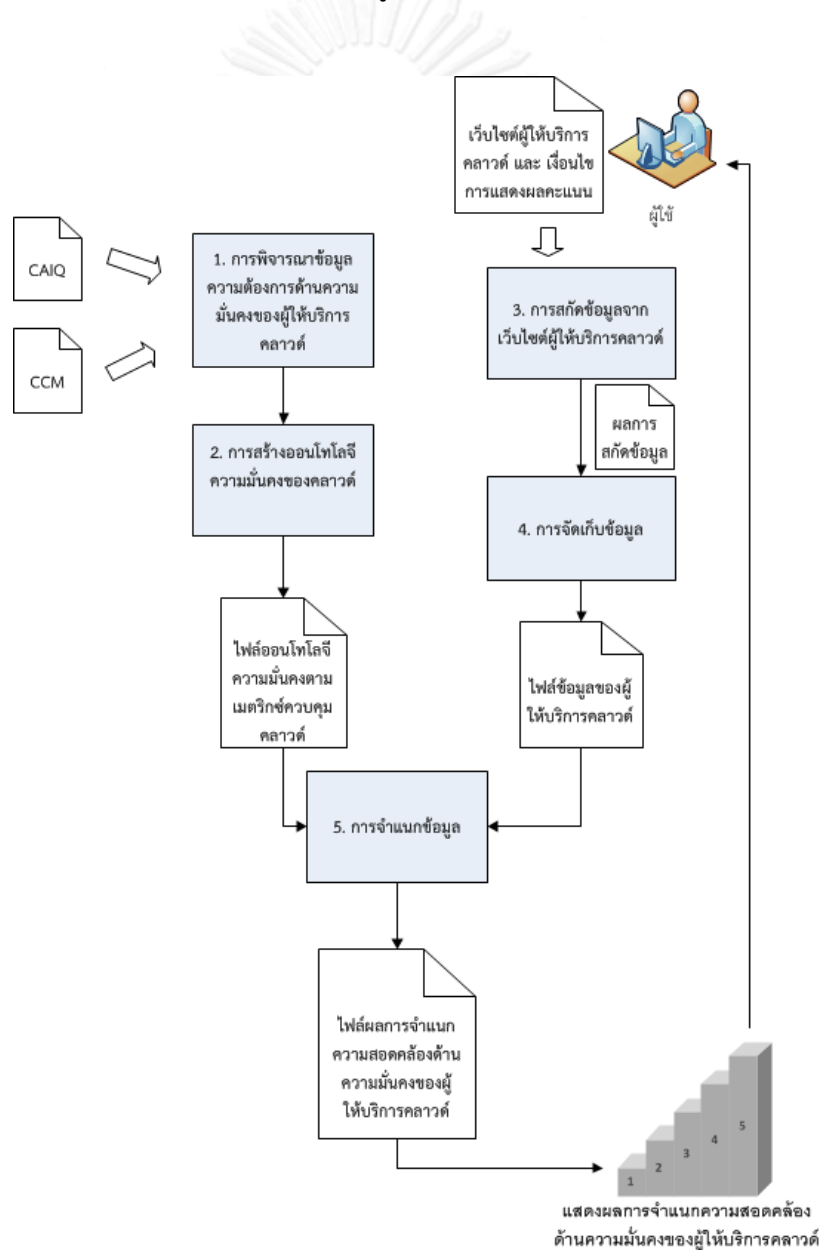 เว็บไซต์ผู้ให้บริการ
คลาวด์ และ เงื่อนไข
การแสดงผลคะแนน
ผู้ใช้
CAIQ
CCM
1. การพิจารณาข้อมูล
ความต้องการด้านความ
มั่นคงของผู้ให้บริการ
คลาวด์
3. การสกัดข้อมูลจาก
เว็บไซต์ผู้ให้บริการคลาวด์
ผลการ
สกัดข้อมูล
2. การสร้างออนโทโลจี
ความมั่นคงของคลาวด์
4. การจัดเก็บข้อมูล
ไฟล์ออนโทโลจี
ความมั่นคงตาม
เมตริกซ์ควบคุม
คลาวด์
ไฟล์ข้อมูลของผู้
ให้บริการคลาวด์
5. การจำแนกข้อมูล
ไฟล์ผลการจำแนก
ความสอดคล้องด้าน
ความมั่นคงของผู้
ให้บริการคลาวด์
1
2
3
4
5
แสดงผลการจำแนกความสอดคล้อง
ด้านความมั่นคงของผู้ให้บริการคลาวด์